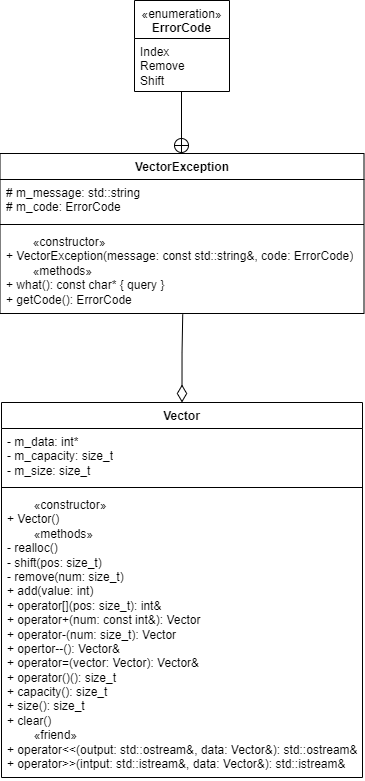 «enumeration»
ErrorCode
Index
Remove
Shift
VectorException
# m_message: std::string
# m_code: ErrorCode
«constructor»
+ VectorException(message: const std::string&, code: ErrorCode)
«methods»
+ what(): const char* { query }
+ getCode(): ErrorCode
Vector
- m_data: int*
- m_capacity: size_t
- m_size: size_t
«constructor»
+ Vector()
«methods»
- realloc()
- shift(pos: size_t)
- remove(num: size_t)
+ add(value: int)
+ operator[](pos: size_t): int&
+ operator+(num: const int&): Vector
+ operator-(num: size_t): Vector
+ opertor--(): Vector&
+ operator=(vector: Vector): Vector&
+ operator()(): size_t
+ capacity(): size_t
+ size(): size_t
+ clear()
«friend»
+ operator<<(output: std::ostream&, data: Vector&): std::ostream&
+ operator>>(intput: std::istream&, data: Vector&): std::istream&